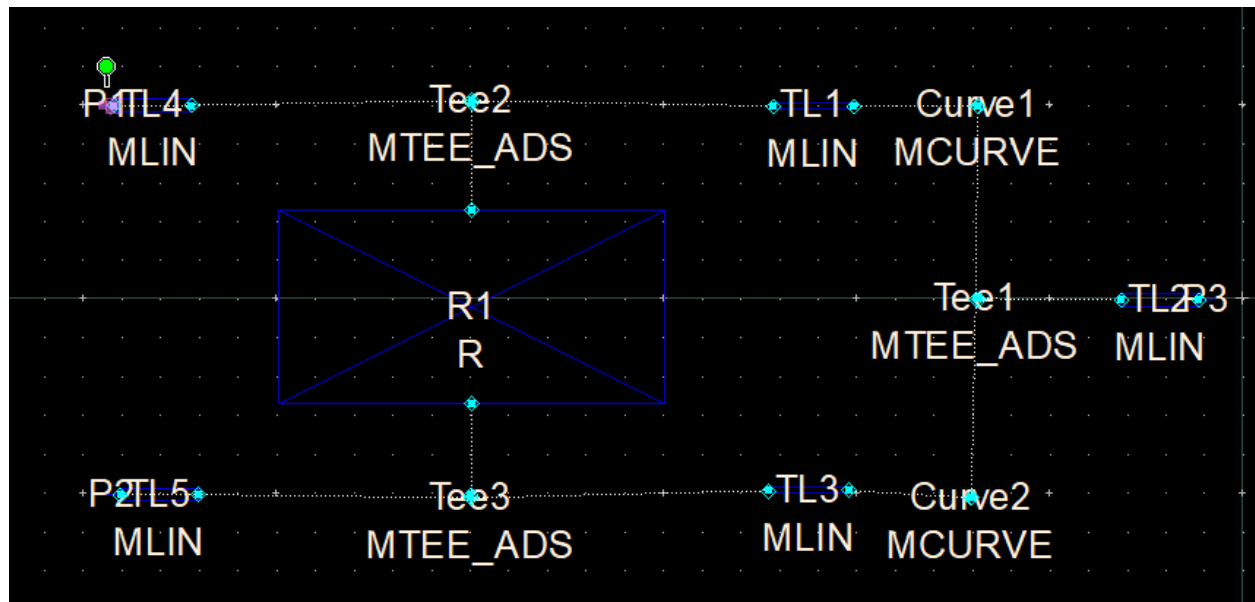 P1TL4 Tee2 TL1 Curve1
MLIN MTEE_ADS MLIN MCURVE
R1 Tee1 TL2P3
R MTEE_ADS MLIN
P2TL5 Tee3 TL3 Curve2
MLIN MTEE_ADS MLIN MCURVE